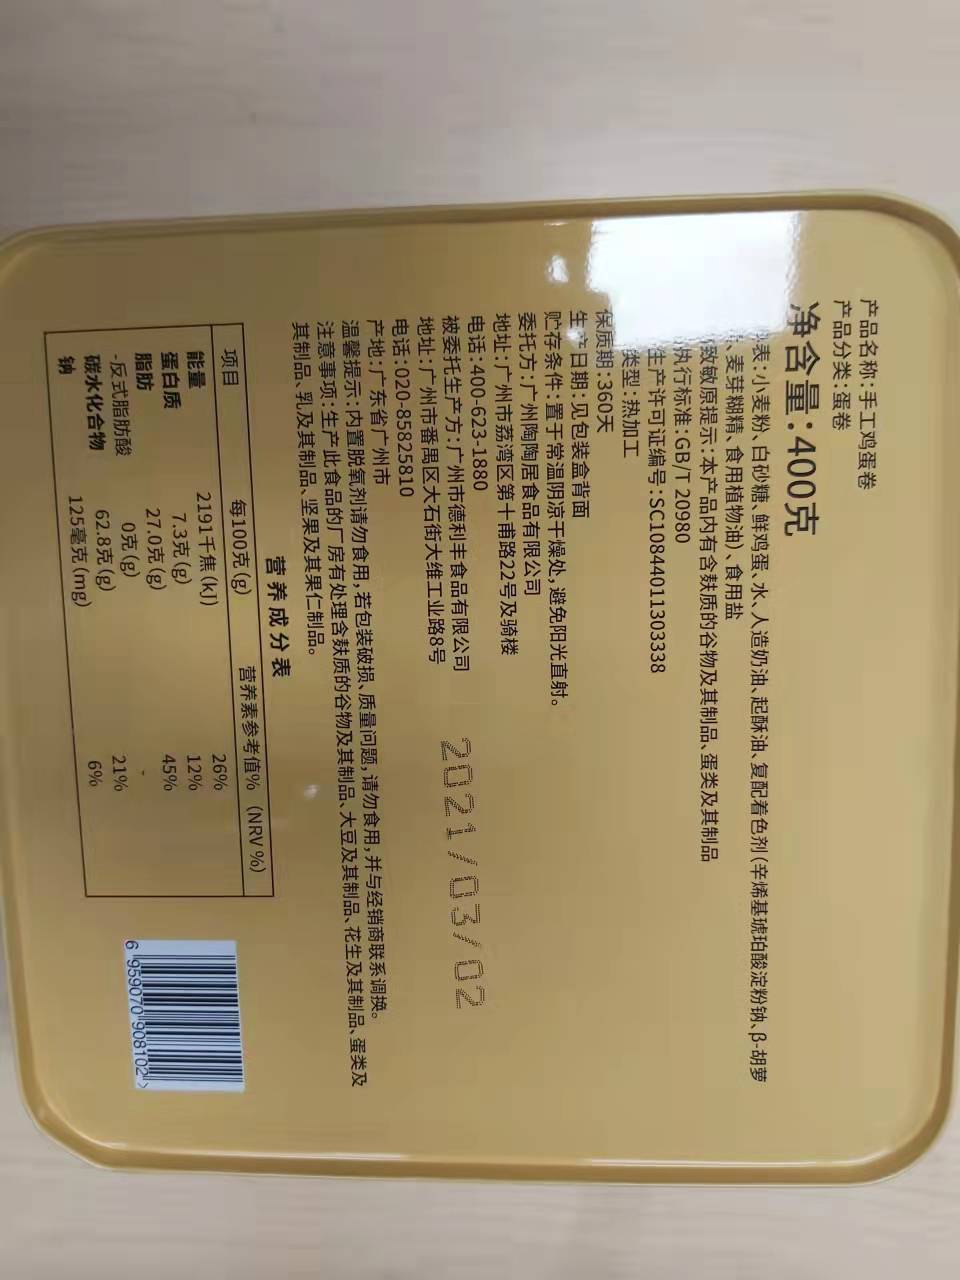 产品名称:手工鸡蛋卷
产品分类:蛋卷
净含量:400克
表:小麦粉、白砂糖、鲜鸡蛋、水、人造奶油、起酥油、复配着色剂(辛烯基琥珀酸淀粉钠、β-胡萝
、麦芽糊精、食用植物油)、食用盐
致敏原提示:本产品内有含麸质的谷物及其制品、蛋类及其制品
执行标准:GB/T 20980
生产许可证编号:SC10844011303338
类型:热加工
保质期:360天
生产日期:见包装盒背面
贮存条件:置于常温阴凉干燥处,避免阳光直射。
委托方:广州陶陶居食品有限公司
地址:广州市荔湾区第十甫路22号及骑楼
电话:400-623-1880
被委托生产方:广州市德利丰食品有限公司
地址:广州市番禺区大石街大维工业路8号
电话:020-85825810
产地:广东省广州市
2021/03/02
温馨提示:内置脱氧剂请勿食用,若包装破损、质量问题,请勿食用,并与经销商联系调换。
注意事项:生产此食品的厂房有处理含麸质的谷物及其制品、大豆及其制品、花生及其制品、蛋类及
其制品、乳及其制品、坚果及其果仁制品。
营养成分表
项目 每100克(g) 营养素参考值%(NRV%)
能量 2191千焦(kJ) 26%
蛋白质 7.3克(g) 12%
脂肪 27.0克(g) 45%
-反式脂肪酸 0克(g) -
碳水化合物 62.8克(g) 21%
钠 125毫克(mg) 6%
6 959070 908102 >